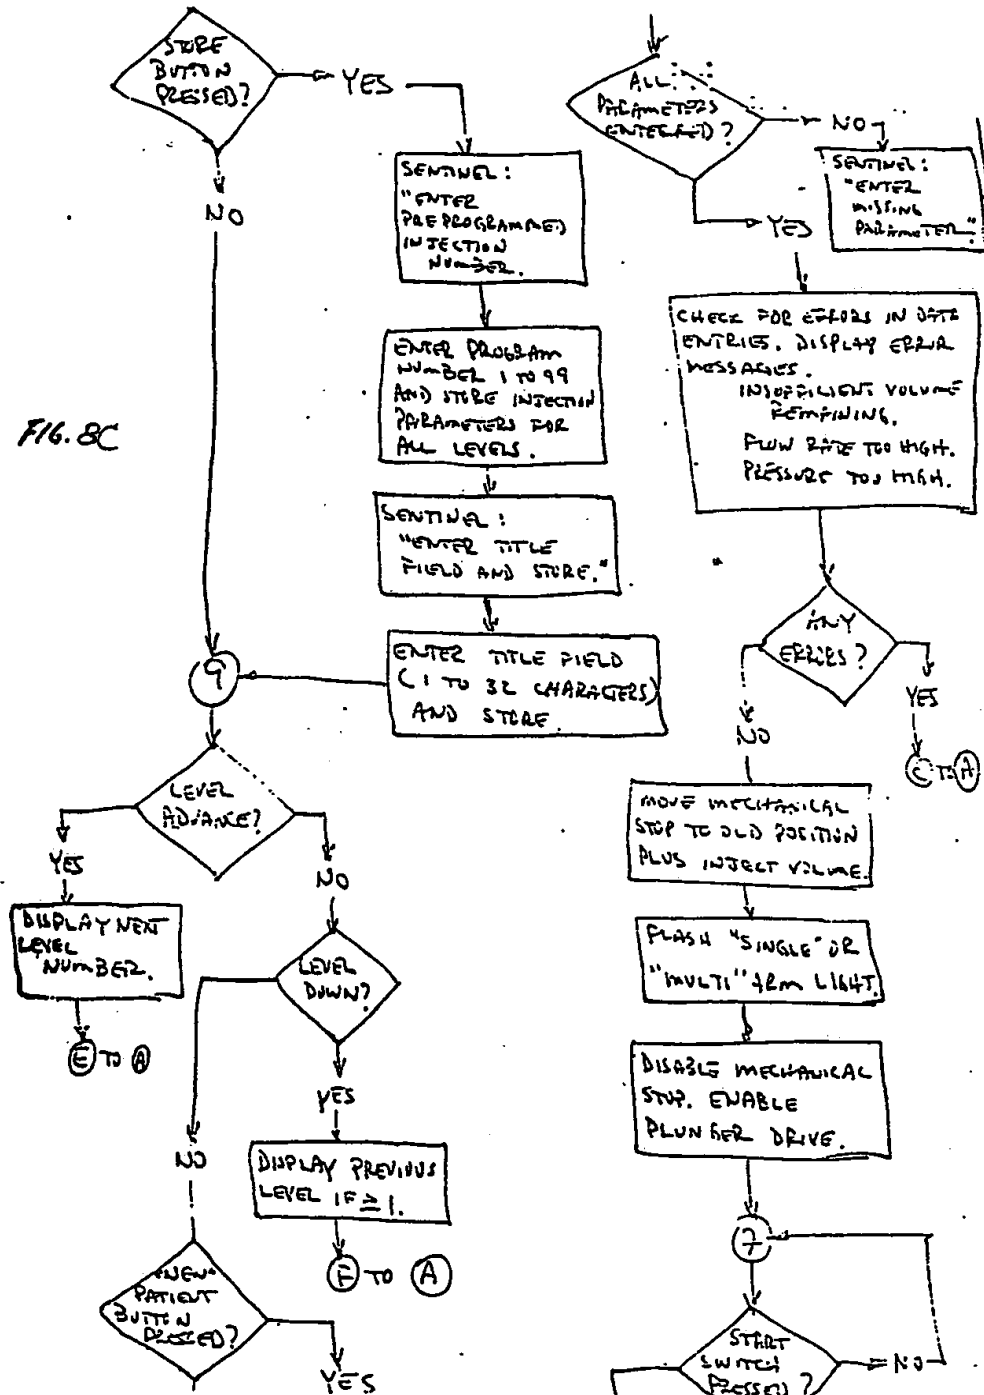 STORE
BUTTON
PRESSED?
YES
NO
SENTINEL:
"ENTER
PREPROGRAMMED
INJECTION
NUMBER.
ENTER PROGRAM
NUMBER 1 TO 99
AND STORE INJECTION
PARAMETERS FOR
ALL LEVELS.
SENTINEL:
"ENTER TITLE
FIELD AND STORE."
ENTER TITLE FIELD
(1 TO 32 CHARACTERS)
AND STORE.
FIG. 8C
9
LEVEL
ADVANCE?
YES
NO
DISPLAY NEXT
LEVEL
NUMBER.
E TO A
LEVEL
DOWN?
YES
NO
DISPLAY PREVIOUS
LEVEL IF ≥ 1.
F TO A
"NEW"
PATIENT
BUTTON
PRESSED?
YES
ALL
PARAMETERS
ENTERED?
NO
SENTINEL:
"ENTER
MISSING
PARAMETER."
YES
CHECK FOR ERRORS IN DATA
ENTRIES. DISPLAY ERROR
MESSAGES.
INSUFFICIENT VOLUME
REMAINING.
FLOW RATE TOO HIGH.
PRESSURE TOO HIGH.
ANY
ERRORS?
YES
C TO A
NO
MOVE MECHANICAL
STOP TO OLD POSITION
PLUS INJECT VOLUME.
FLASH "SINGLE" OR
"MULTI" ARM LIGHT.
DISABLE MECHANICAL
STOP. ENABLE
PLUNGER DRIVE.
7
START
SWITCH
PRESSED?
NO